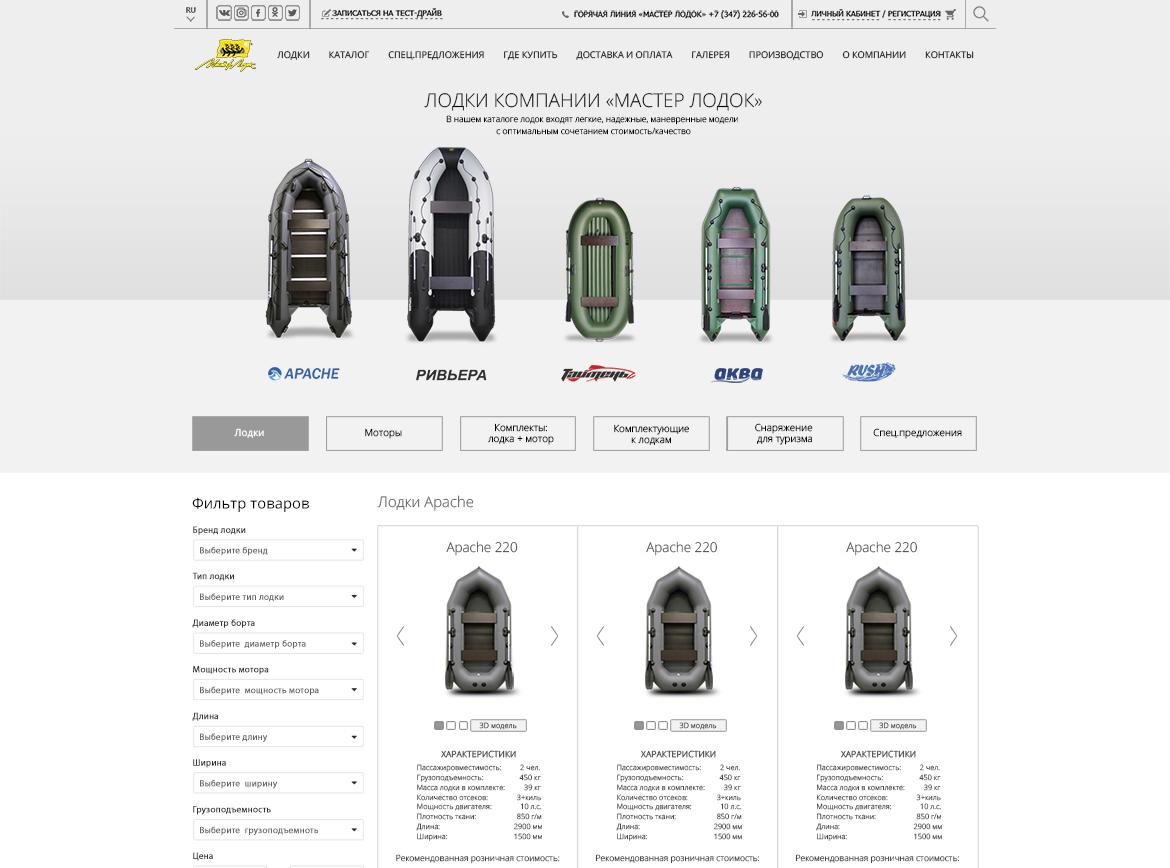 RU
ЗАПИСАТЬСЯ НА ТЕСТ-ДРАЙВ
ГОРЯЧАЯ ЛИНИЯ «МАСТЕР ЛОДОК» +7 (347) 226-56-00
ЛИЧНЫЙ КАБИНЕТ / РЕГИСТРАЦИЯ
ЛОДКИ КАТАЛОГ СПЕЦ.ПРЕДЛОЖЕНИЯ ГДЕ КУПИТЬ ДОСТАВКА И ОПЛАТА ГАЛЕРЕЯ ПРОИЗВОДСТВО О КОМПАНИИ КОНТАКТЫ
ЛОДКИ КОМПАНИИ «МАСТЕР ЛОДОК»
В нашем каталоге лодок входят легкие, надежные, маневренные модели
с оптимальным сочетанием стоимость/качество
APACHE
РИВЬЕРА
Таймень
АКВА
RUSH
Лодки
Моторы
Комплекты:
лодка + мотор
Комплектующие
к лодкам
Снаряжение
для туризма
Спец.предложения
Фильтр товаров
Бренд лодки
Выберите бренд
Тип лодки
Выберите тип лодки
Диаметр борта
Выберите диаметр борта
Мощность мотора
Выберите мощность мотора
Длина
Выберите длину
Ширина
Выберите ширину
Грузоподъемность
Выберите грузоподъемноть
Цена
Лодки Apache
Apache 220
3D модель
ХАРАКТЕРИСТИКИ
Пассажировместимость: 2 чел.
Грузоподъемность: 450 кг
Масса лодки в комплекте: 39 кг
Количество отсеков: 3+киль
Мощность двигателя: 10 л.с.
Плотность ткани: 850 г/м
Длина: 2900 мм
Ширина: 1500 мм
Рекомендованная розничная стоимость:
Apache 220
3D модель
ХАРАКТЕРИСТИКИ
Пассажировместимость: 2 чел.
Грузоподъемность: 450 кг
Масса лодки в комплекте: 39 кг
Количество отсеков: 3+киль
Мощность двигателя: 10 л.с.
Плотность ткани: 850 г/м
Длина: 2900 мм
Ширина: 1500 мм
Рекомендованная розничная стоимость:
Apache 220
3D модель
ХАРАКТЕРИСТИКИ
Пассажировместимость: 2 чел.
Грузоподъемность: 450 кг
Масса лодки в комплекте: 39 кг
Количество отсеков: 3+киль
Мощность двигателя: 10 л.с.
Плотность ткани: 850 г/м
Длина: 2900 мм
Ширина: 1500 мм
Рекомендованная розничная стоимость: